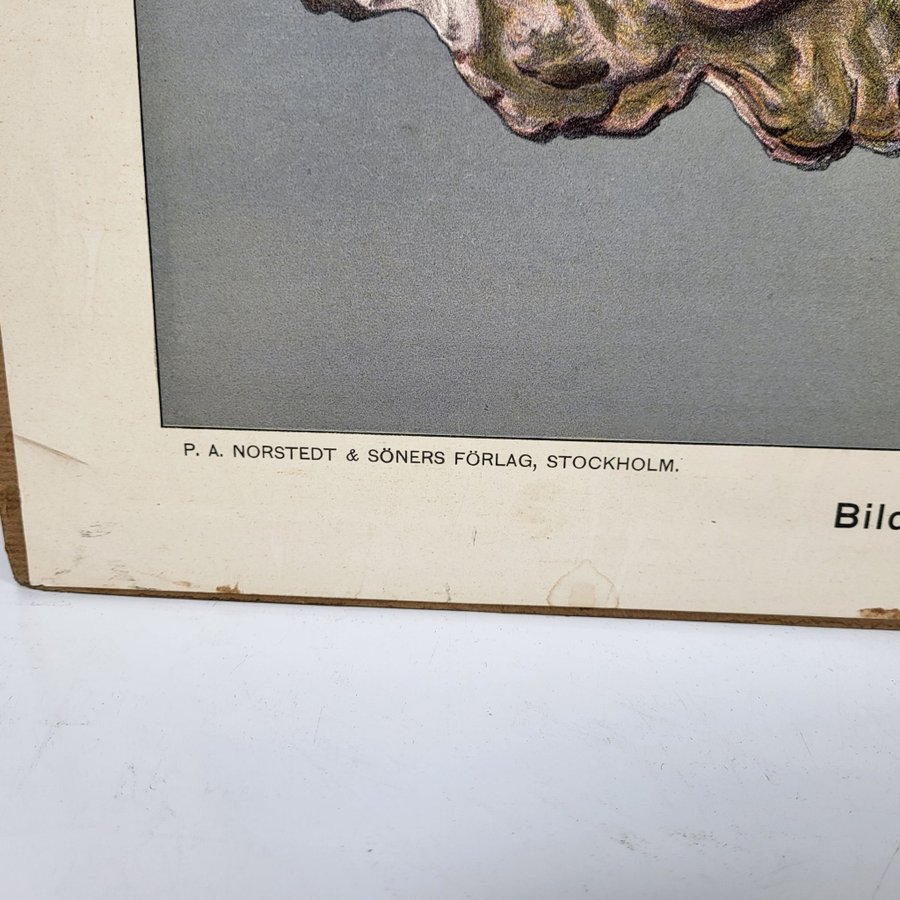 P. A. NORSTEDT & SÖNERS FÖRLAG, STOCKHOLM.